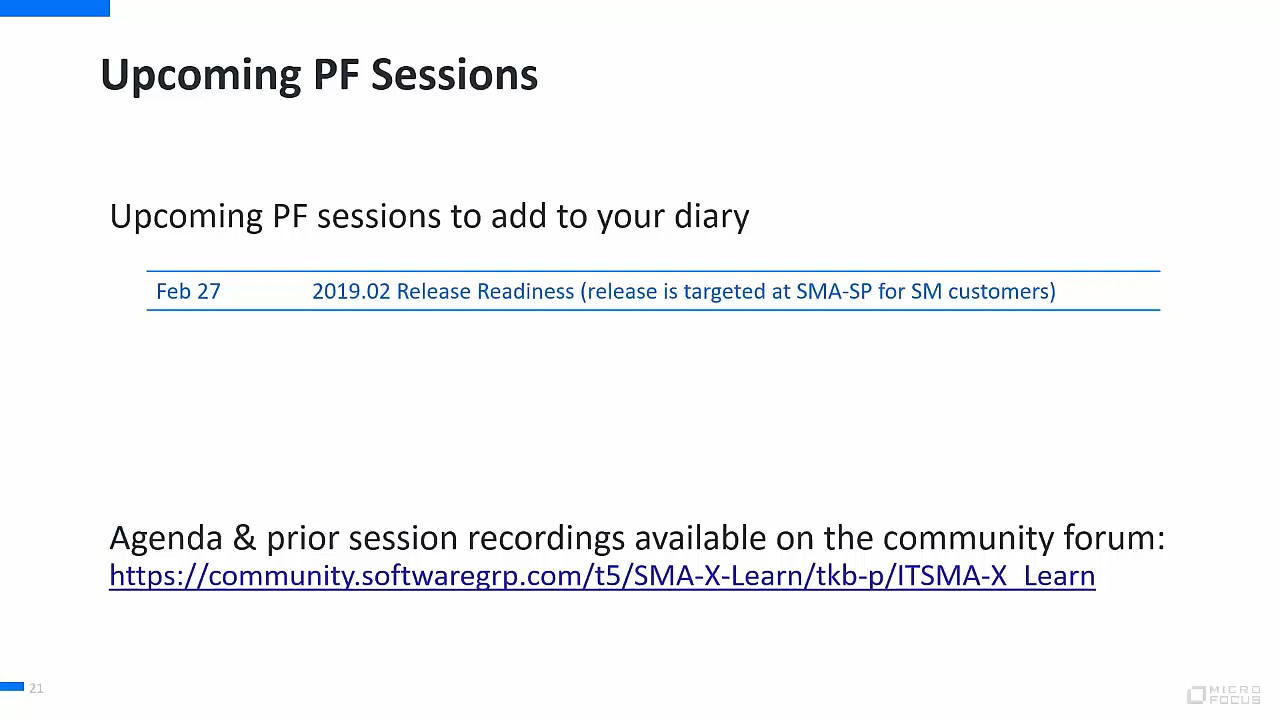 Upcoming PF Sessions
Upcoming PF sessions to add to your diary
Feb 27 2019.02 Release Readiness (release is targeted at SMA-SP for SM customers)
Agenda & prior session recordings available on the community forum:
https://community.softwaregrp.com/t5/SMA-X-Learn/tkb-p/ITSMA-X_Learn
21
MICRO
FOCUS